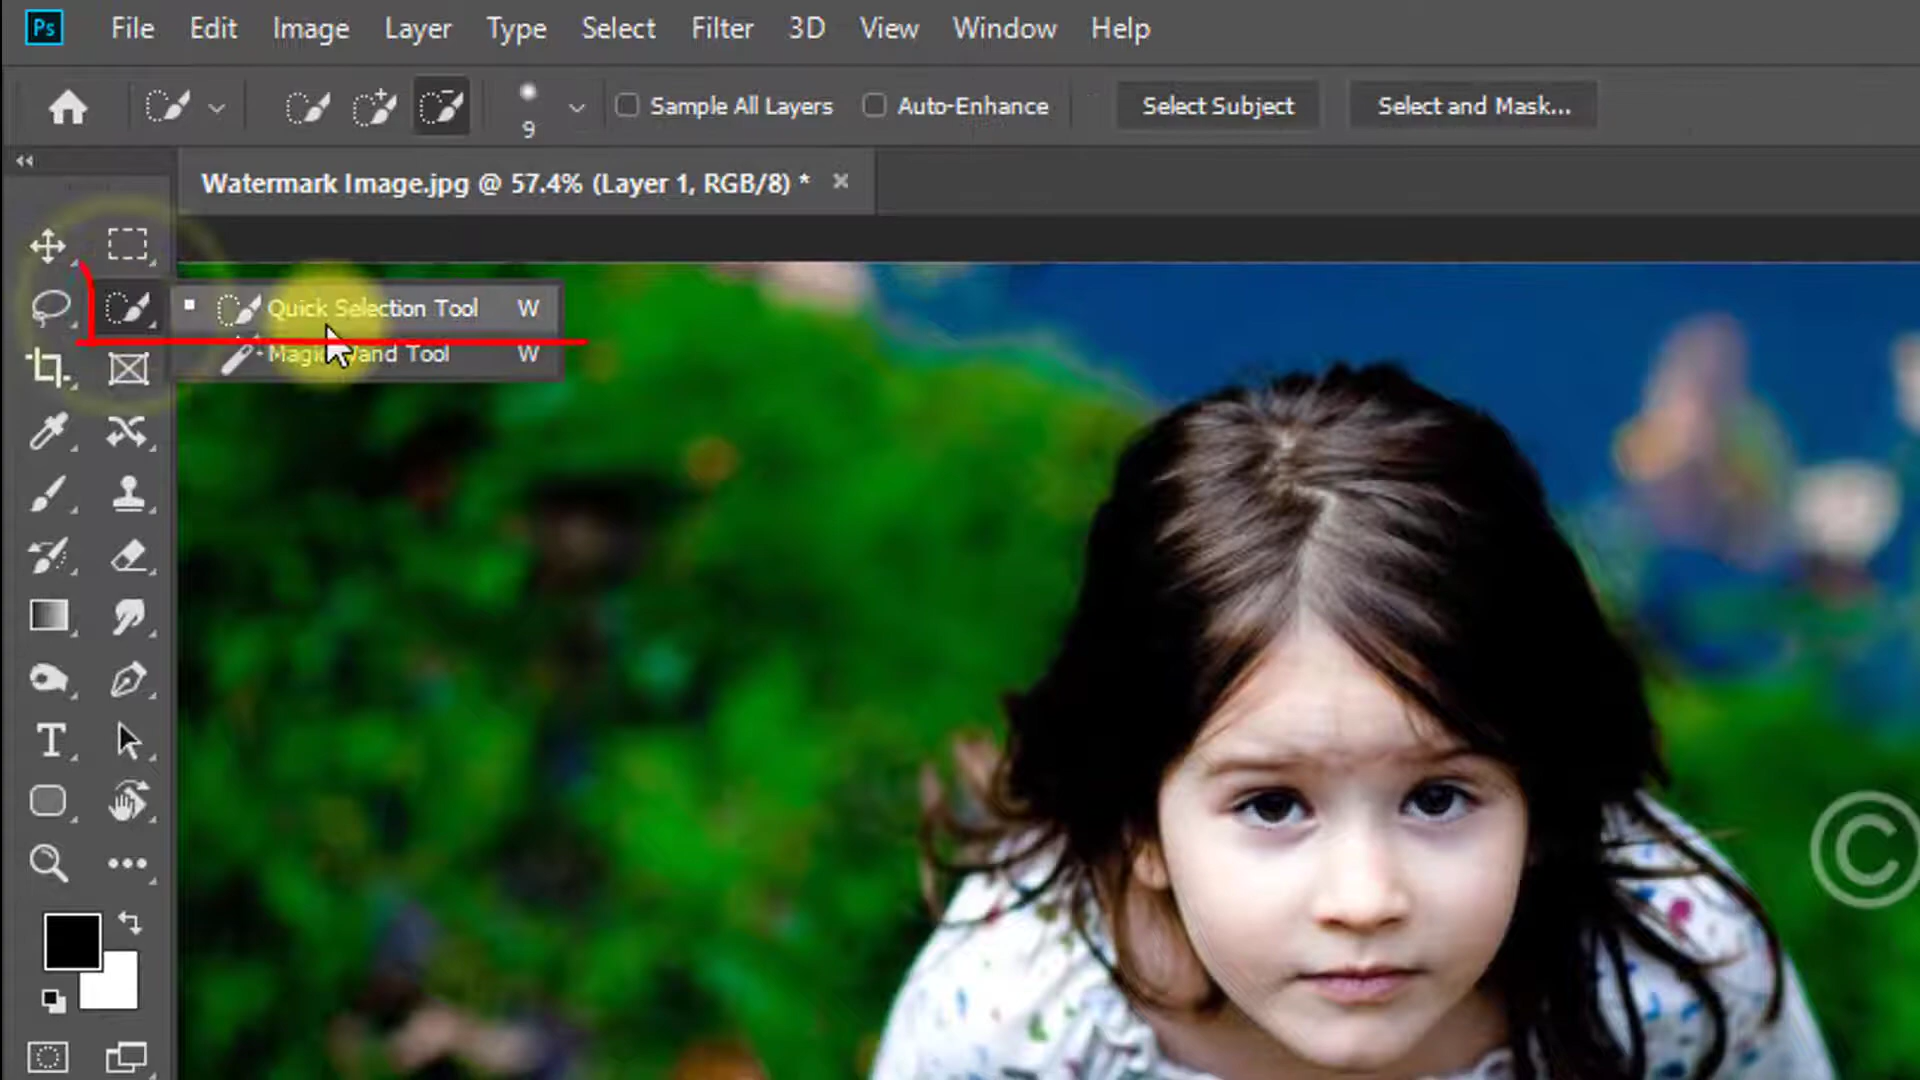 Ps File Edit Image Layer Type Select Filter 3D View Window Help
9 Sample All Layers Auto-Enhance Select Subject Select and Mask...
Watermark Image.jpg @ 57.4% (Layer 1, RGB/8) * ×
Quick Selection Tool W
Magic Wand Tool W
T
©